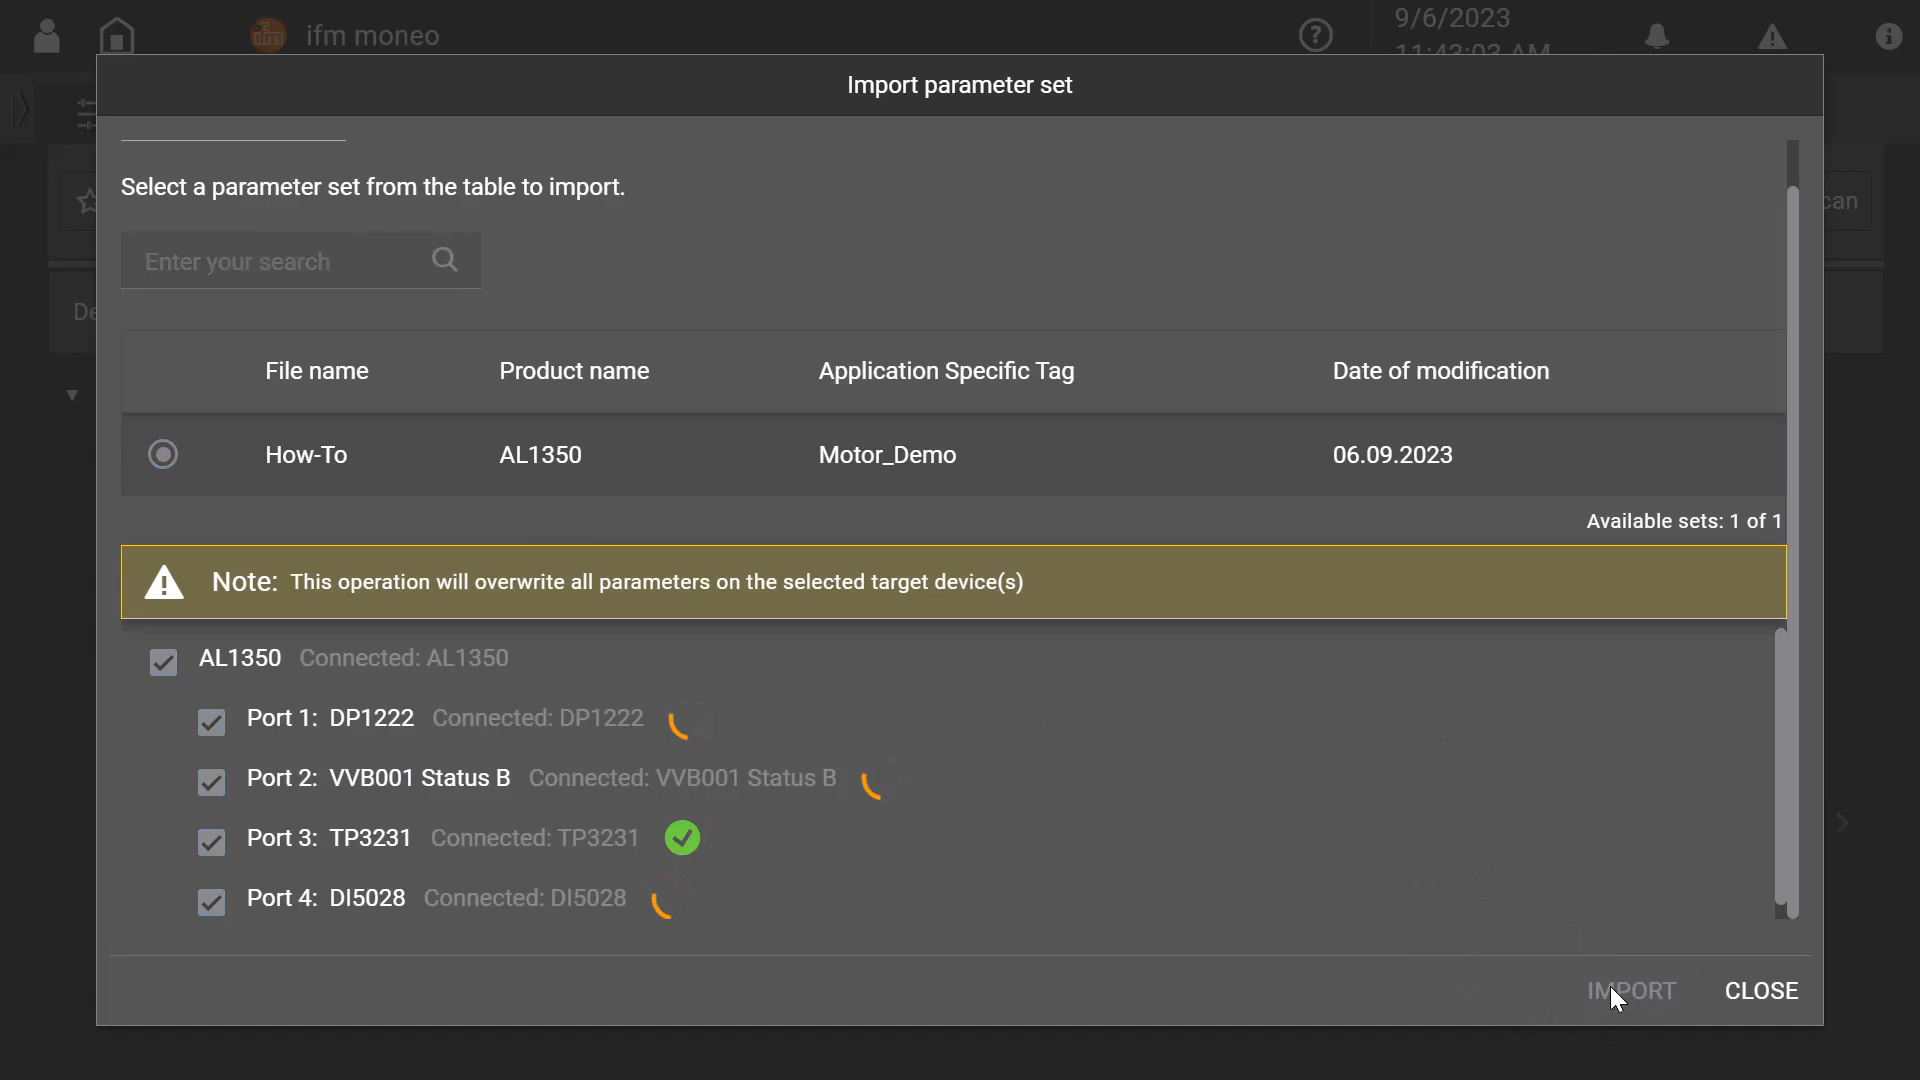 ifm moneo
9/6/2023
11:43:03 AM
Import parameter set
Select a parameter set from the table to import.
Enter your search
File name Product name Application Specific Tag Date of modification
How-To AL1350 Motor_Demo 06.09.2023
Available sets: 1 of 1
Note: This operation will overwrite all parameters on the selected target device(s)
AL1350 Connected: AL1350
Port 1: DP1222 Connected: DP1222
Port 2: VVB001 Status B Connected: VVB001 Status B
Port 3: TP3231 Connected: TP3231
Port 4: DI5028 Connected: DI5028
IMPORT CLOSE